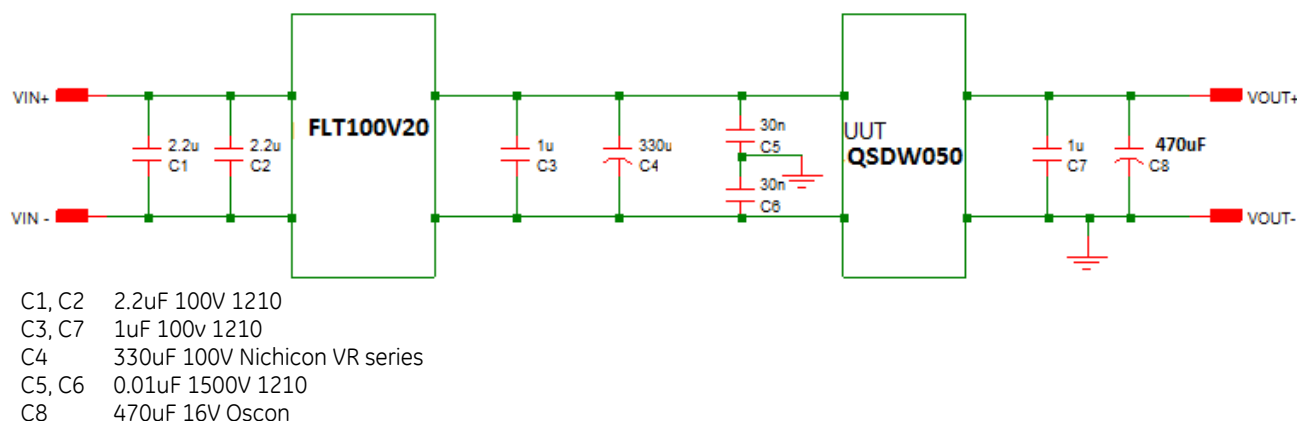 VIN+
FLT100V20
UUT
QSDW050
VOUT+
2.2u
C1
2.2u
C2
1u
C3
330u
C4
30n
C5
30n
C6
1u
C7
470uF
C8
VIN -
VOUT-
C1, C2 2.2uF 100V 1210
C3, C7 1uF 100v 1210
C4 330uF 100V Nichicon VR series
C5, C6 0.01uF 1500V 1210
C8 470uF 16V Oscon